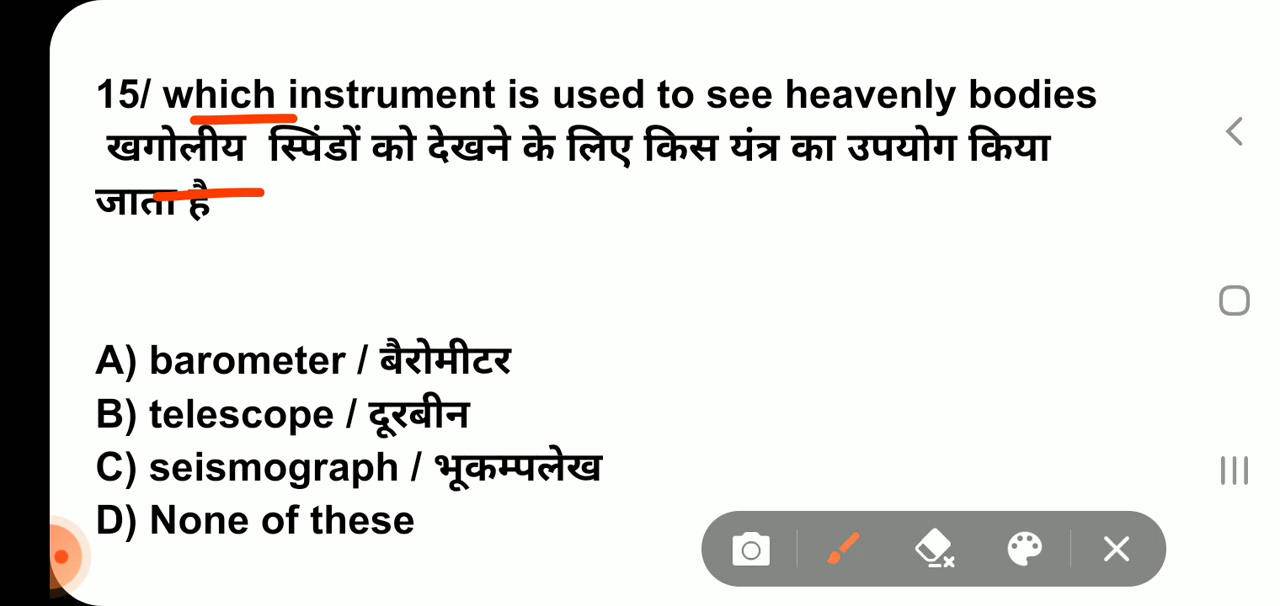 15/ which instrument is used to see heavenly bodies
खगोलीय स्पिंडों को देखने के लिए किस यंत्र का उपयोग किया
जाता है
A) barometer / बैरोमीटर
B) telescope / दूरबीन
C) seismograph / भूकम्पलेख
D) None of these